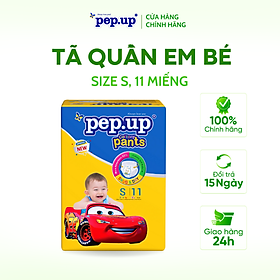 pep.up
CỬA HÀNG
CHÍNH HÃNG
TÃ QUẦN EM BÉ
SIZE S, 11 MIẾNG
pep.up
pants
NEW
S 11
100%
Chính hãng
Đổi trả
15 Ngày
Giao hàng
24h